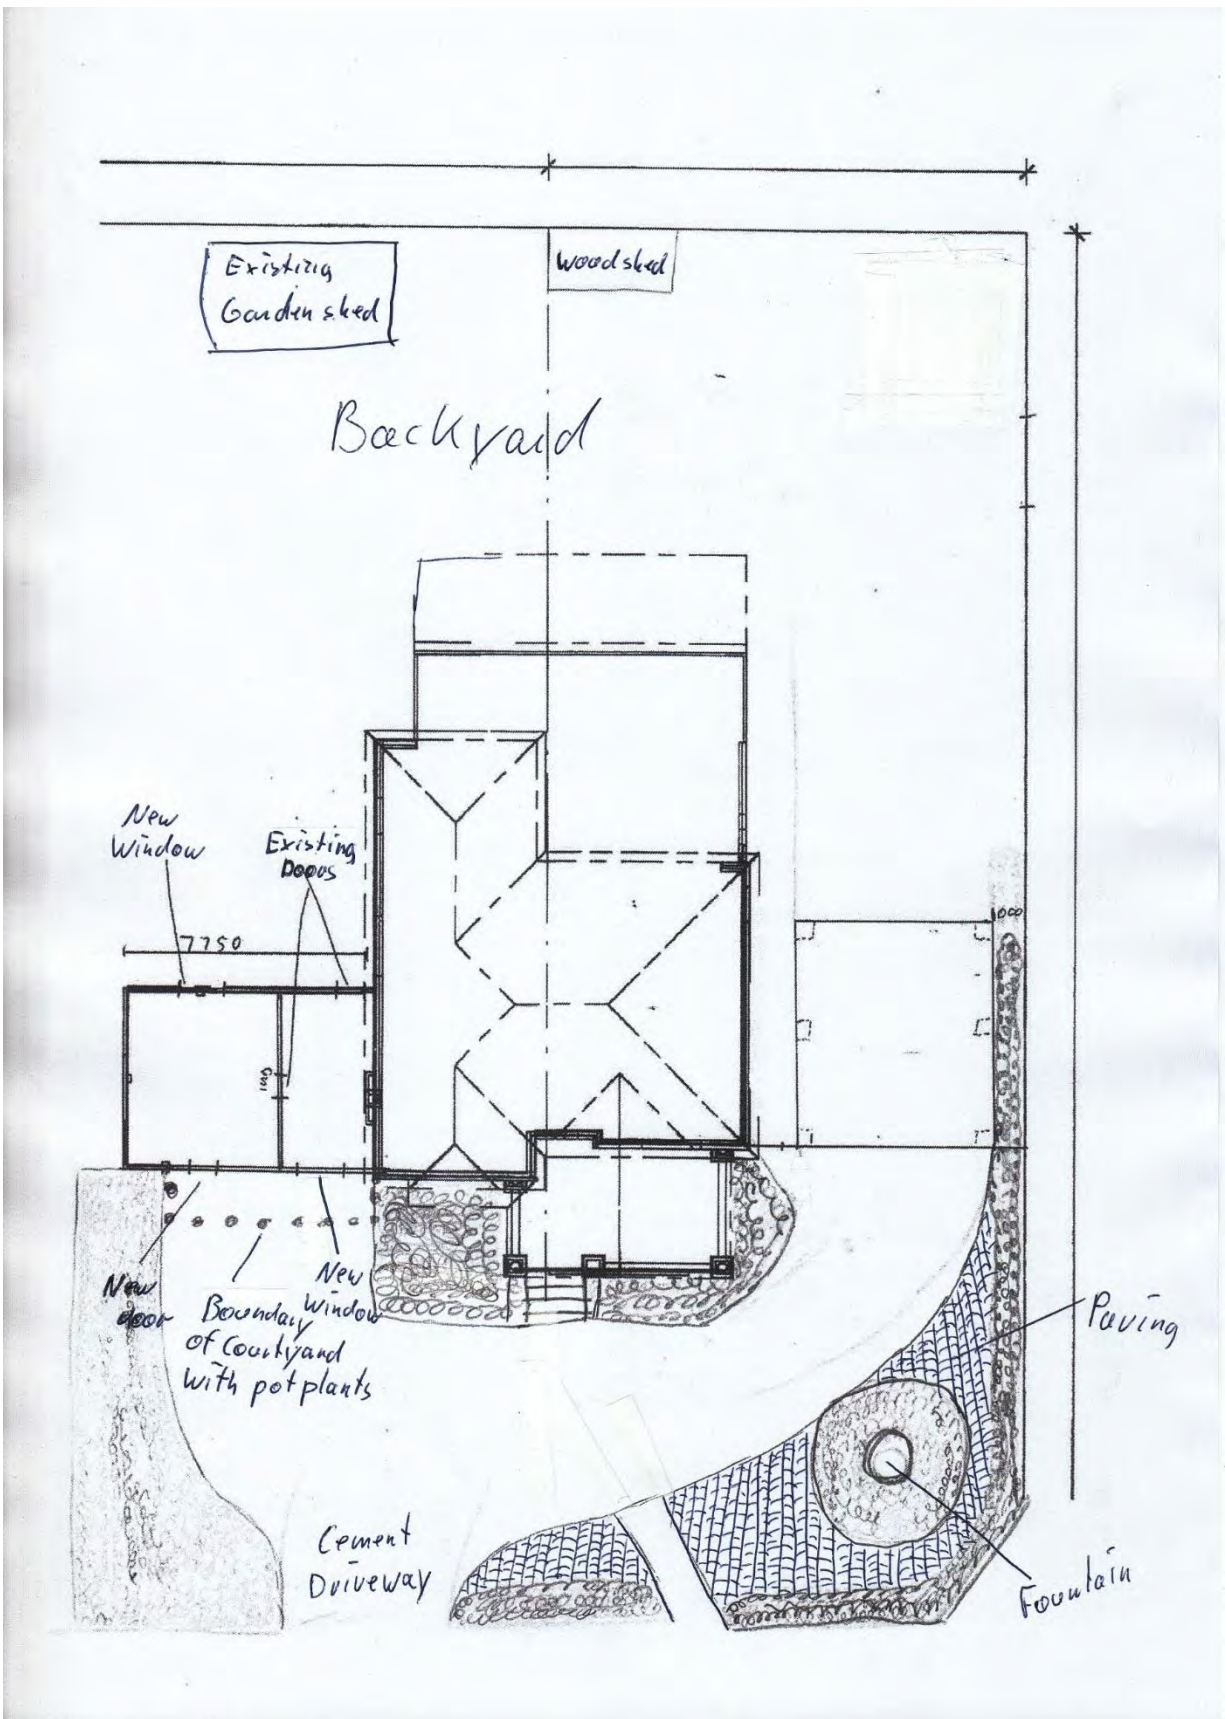 Existing
Garden shed
Woodshed
Backyard
New
Window
Existing
Doors
7750
1000
New
door
Boundary
of Courtyard
with pot plants
New
Window
Paving
Cement
Driveway
Fountain